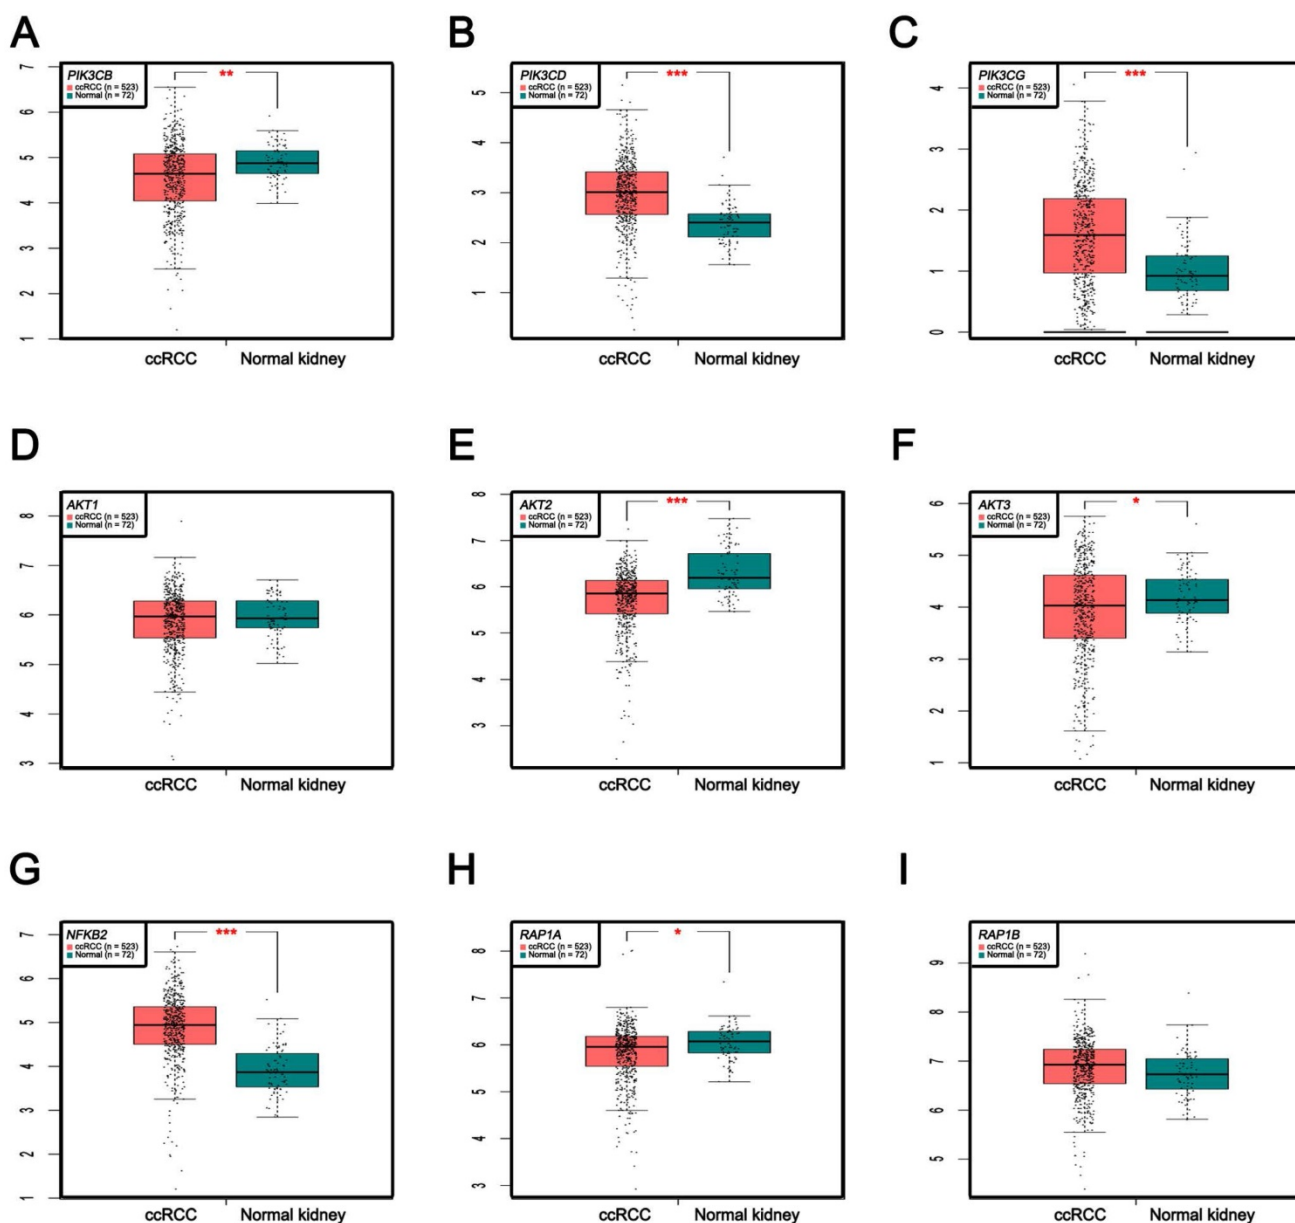 A
PIK3CB
ccRCC (n = 523)
Normal (n = 72)
**
7
6
5
4
3
2
1
ccRCC Normal kidney
B
PIK3CD
ccRCC (n = 523)
Normal (n = 72)
***
5
4
3
2
1
ccRCC Normal kidney
C
PIK3CG
ccRCC (n = 523)
Normal (n = 72)
***
4
3
2
1
0
ccRCC Normal kidney
D
AKT1
ccRCC (n = 523)
Normal (n = 72)
8
7
6
5
4
3
ccRCC Normal kidney
E
AKT2
ccRCC (n = 523)
Normal (n = 72)
***
8
7
6
5
4
3
ccRCC Normal kidney
F
AKT3
ccRCC (n = 523)
Normal (n = 72)
*
6
5
4
3
2
1
ccRCC Normal kidney
G
NFKB2
ccRCC (n = 523)
Normal (n = 72)
***
7
6
5
4
3
2
1
ccRCC Normal kidney
H
RAP1A
ccRCC (n = 523)
Normal (n = 72)
*
8
7
6
5
4
3
ccRCC Normal kidney
I
RAP1B
ccRCC (n = 523)
Normal (n = 72)
9
8
7
6
5
ccRCC Normal kidney